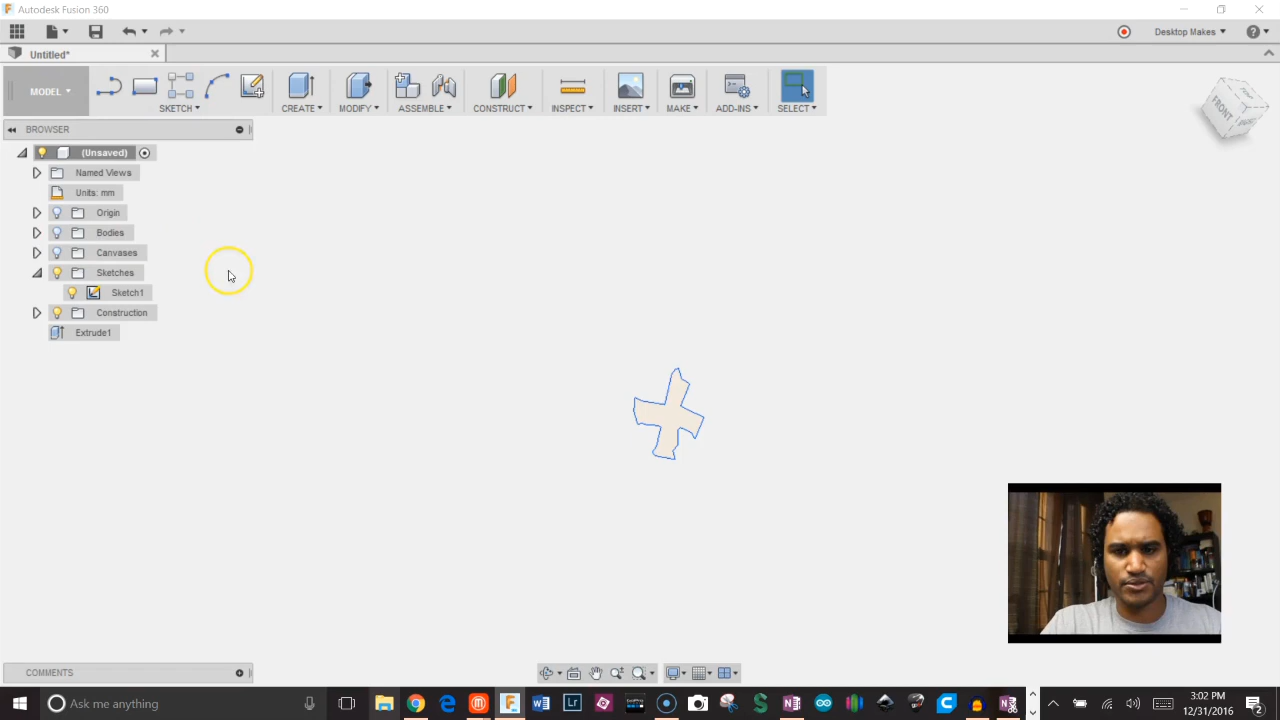 Autodesk Fusion 360
Desktop Makes
Untitled*
MODEL
SKETCH
CREATE
MODIFY
ASSEMBLE
CONSTRUCT
INSPECT
INSERT
MAKE
ADD-INS
SELECT
FRONT
BROWSER
(Unsaved)
Named Views
Units: mm
Origin
Bodies
Canvases
Sketches
Sketch1
Construction
Extrude1
COMMENTS
Ask me anything
3:02 PM
12/31/2016